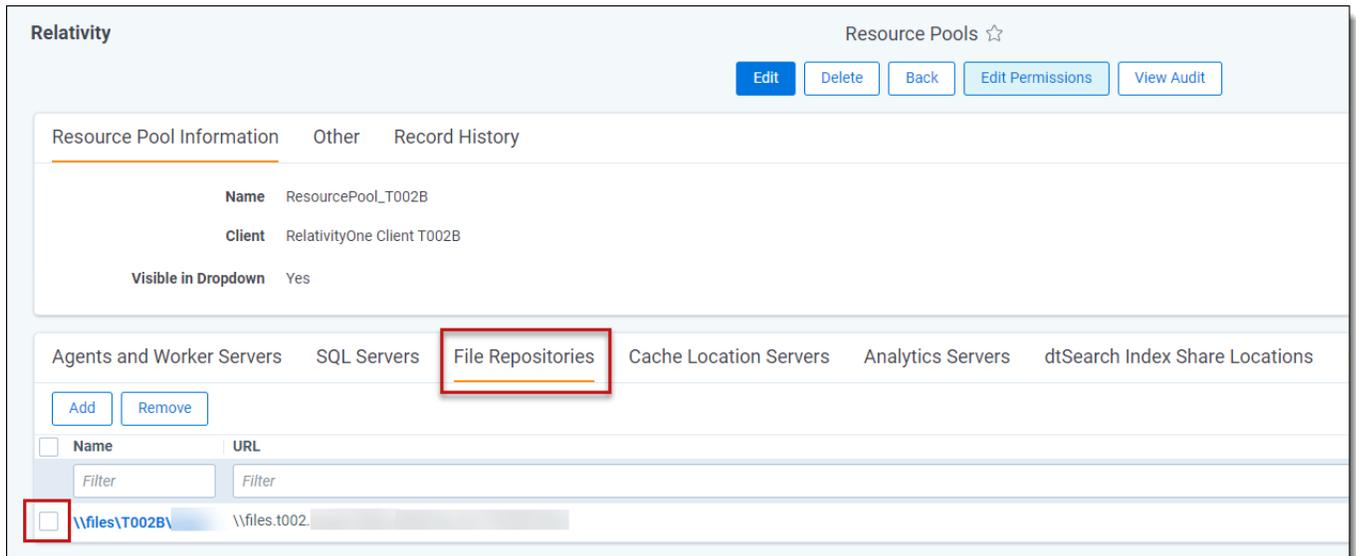 Relativity
Resource Pools
Edit Delete Back Edit Permissions View Audit
Resource Pool Information Other Record History
Name ResourcePool_T002B
Client RelativityOne Client T002B
Visible in Dropdown Yes
Agents and Worker Servers SQL Servers File Repositories Cache Location Servers Analytics Servers dtSearch Index Share Locations
Add Remove
Name URL
Filter Filter
\\files\T002B\ \\files.t002.